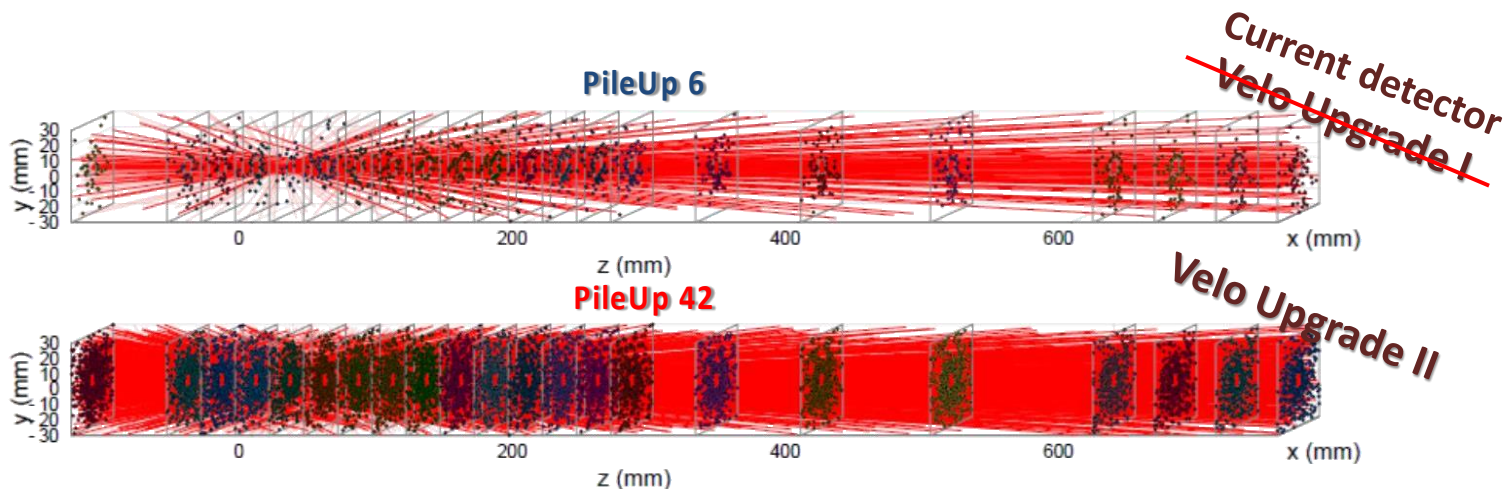 PileUp 6
Current detector
Velo Upgrade I
30
20
10
0
- 10
- 20
- 30
y (mm)
0
200
400
600
x (mm)
z (mm)
PileUp 42
Velo Upgrade II
30
20
10
0
- 10
- 20
- 30
y (mm)
0
200
400
600
x (mm)
z (mm)